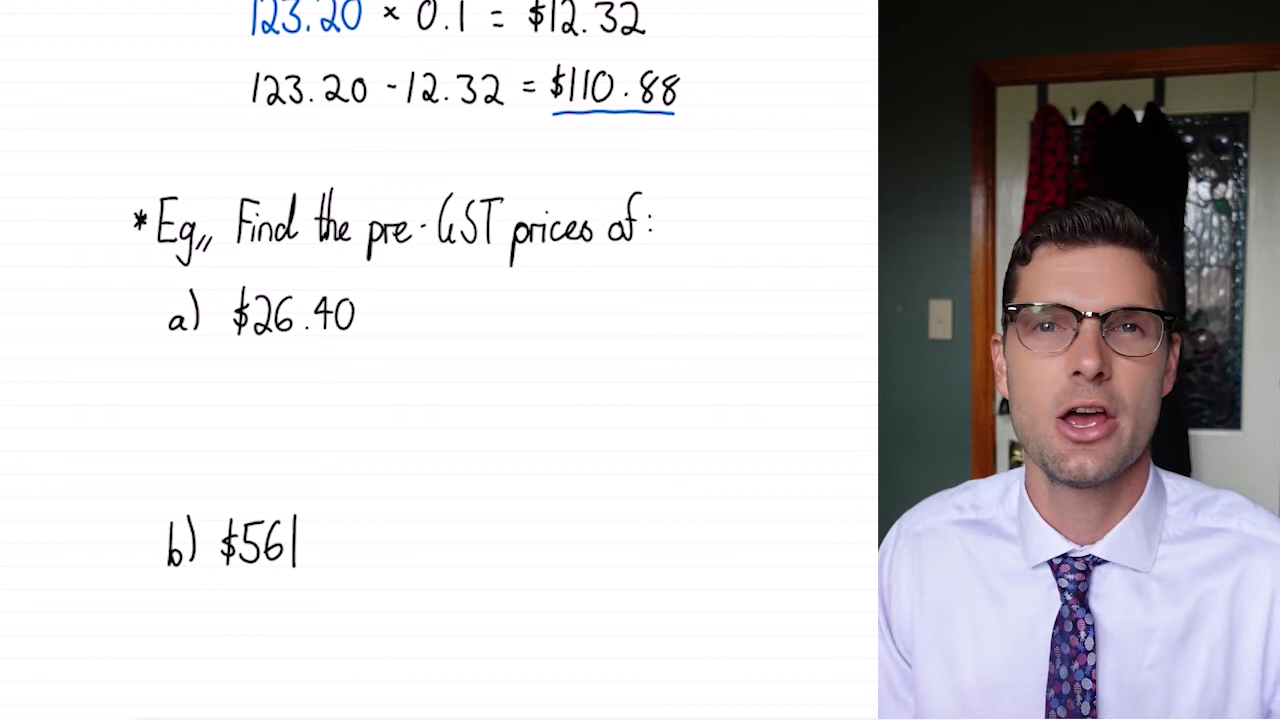 123.20 × 0.1 = $12.32
123.20 - 12.32 = $110.88
* Eg,, Find the pre-GST prices of:
a) $26.40
b) $561